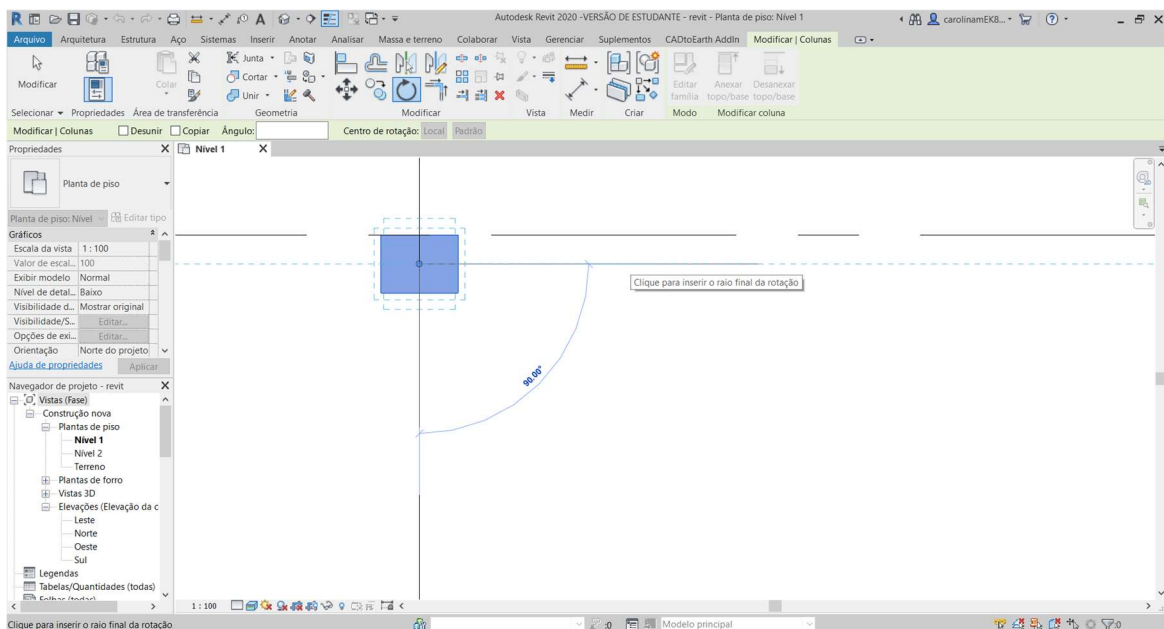 Autodesk Revit 2020 -VERSÃO DE ESTUDANTE - revit - Planta de piso: Nível 1
carolinamEK8...
Arquivo Arquitetura Estrutura Aço Sistemas Inserir Anotar Analisar Massa e terreno Colaborar Vista Gerenciar Suplementos CADtoEarth AddIn Modificar | Colunas
Modificar
Colar
Junta
Cortar
Unir
Editar família
Anexar topo/base
Desanexar topo/base
Selecionar Propriedades Área de transferência Geometria Modificar Vista Medir Criar Modo Modificar coluna
Modificar | Colunas Desunir Copiar Ângulo: Centro de rotação: Local Padrão
Propriedades X
Nível 1 X
Planta de piso
Planta de piso: Nível Editar tipo
Gráficos
Escala da vista 1 : 100
Valor de escal... 100
Exibir modelo Normal
Nível de detal... Baixo
Visibilidade d... Mostrar original
Visibilidade/S... Editar...
Opções de exi... Editar...
Orientação Norte do projeto
Ajuda de propriedades Aplicar
Clique para inserir o raio final da rotação
90.00°
Navegador de projeto - revit X
Vistas (Fase)
Construção nova
Plantas de piso
Nível 1
Nível 2
Terreno
Plantas de forro
Vistas 3D
Elevações (Elevação da c
Leste
Norte
Oeste
Sul
Legendas
Tabelas/Quantidades (todas)
1 : 100
Clique para inserir o raio final da rotação :0 Modelo principal :0